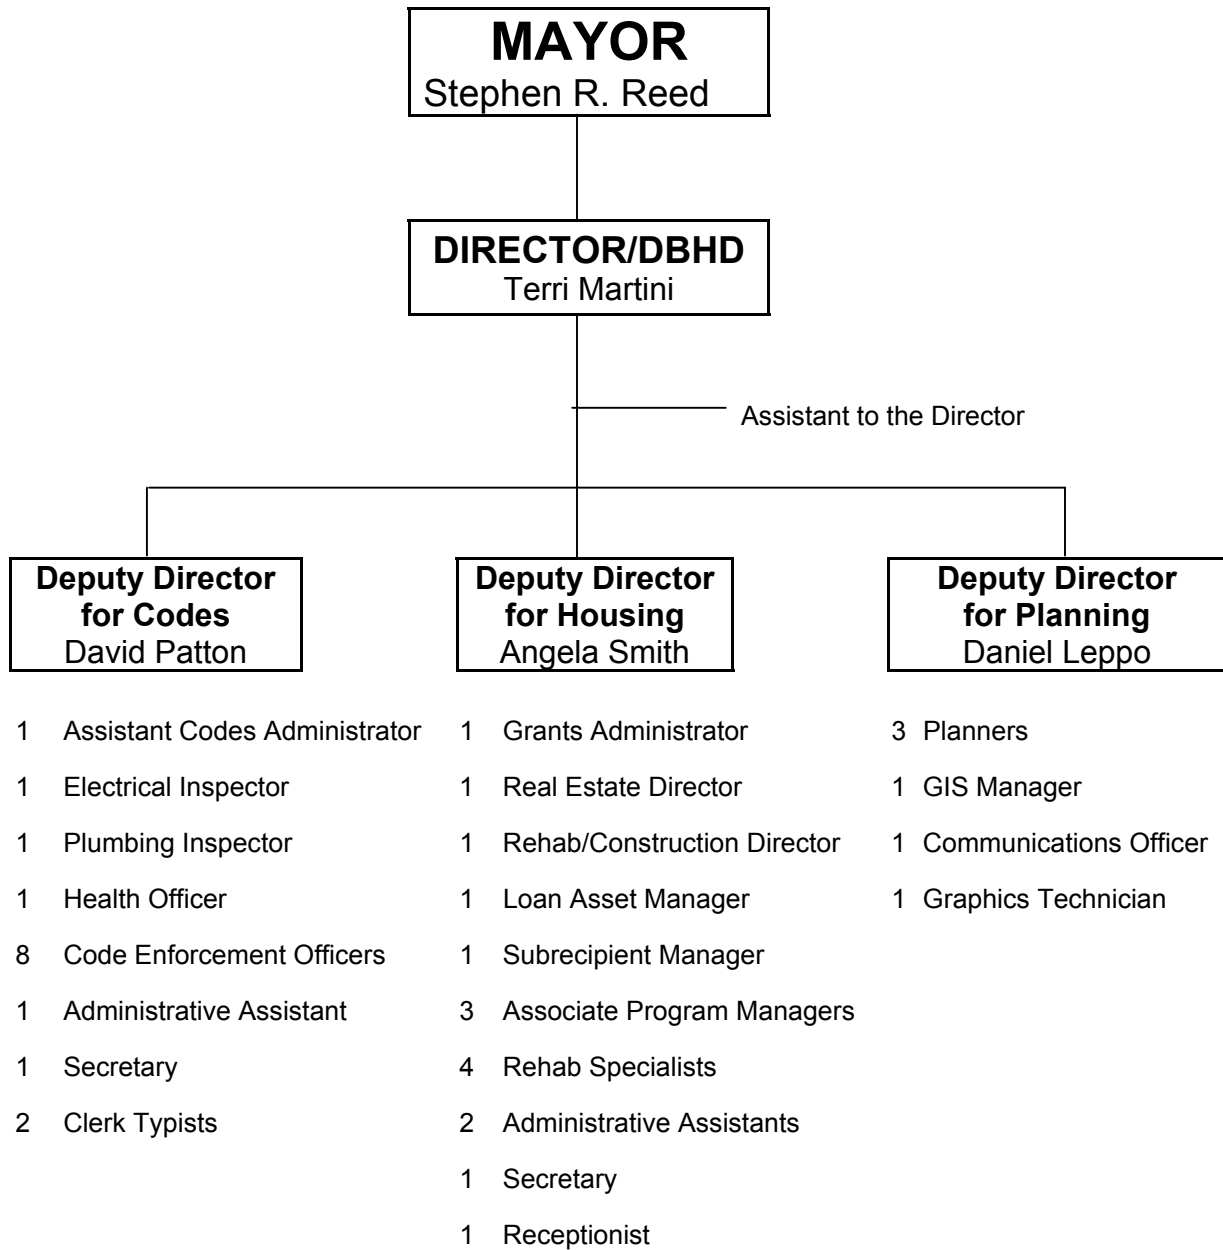 MAYOR
Stephen R. Reed
DIRECTOR/DBHD
Terri Martini
Assistant to the Director
Deputy Director
for Codes
David Patton
1 Assistant Codes Administrator
1 Electrical Inspector
1 Plumbing Inspector
1 Health Officer
8 Code Enforcement Officers
1 Administrative Assistant
1 Secretary
2 Clerk Typists
Deputy Director
for Housing
Angela Smith
1 Grants Administrator
1 Real Estate Director
1 Rehab/Construction Director
1 Loan Asset Manager
1 Subrecipient Manager
3 Associate Program Managers
4 Rehab Specialists
2 Administrative Assistants
1 Secretary
1 Receptionist
Deputy Director
for Planning
Daniel Leppo
3 Planners
1 GIS Manager
1 Communications Officer
1 Graphics Technician